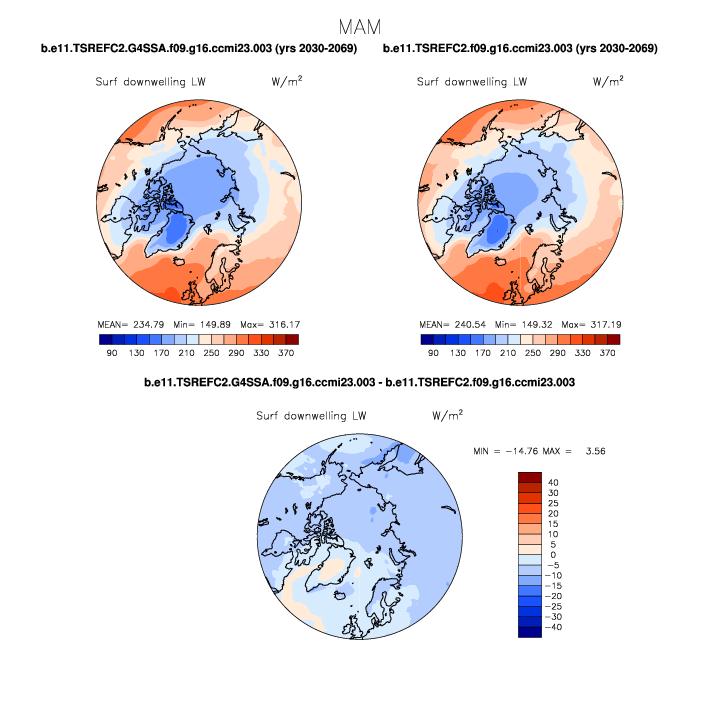 MAM
b.e11.TSREFC2.G4SSA.f09.g16.ccmi23.003 (yrs 2030-2069) b.e11.TSREFC2.f09.g16.ccmi23.003 (yrs 2030-2069)
Surf downwelling LW W/m² Surf downwelling LW W/m²
MEAN= 234.79 Min= 149.89 Max= 316.17 MEAN= 240.54 Min= 149.32 Max= 317.19
90 130 170 210 250 290 330 370 90 130 170 210 250 290 330 370
b.e11.TSREFC2.G4SSA.f09.g16.ccmi23.003 - b.e11.TSREFC2.f09.g16.ccmi23.003
Surf downwelling LW W/m²
MIN = −14.76 MAX = 3.56
40
30
25
20
15
10
5
0
−5
−10
−15
−20
−25
−30
−40